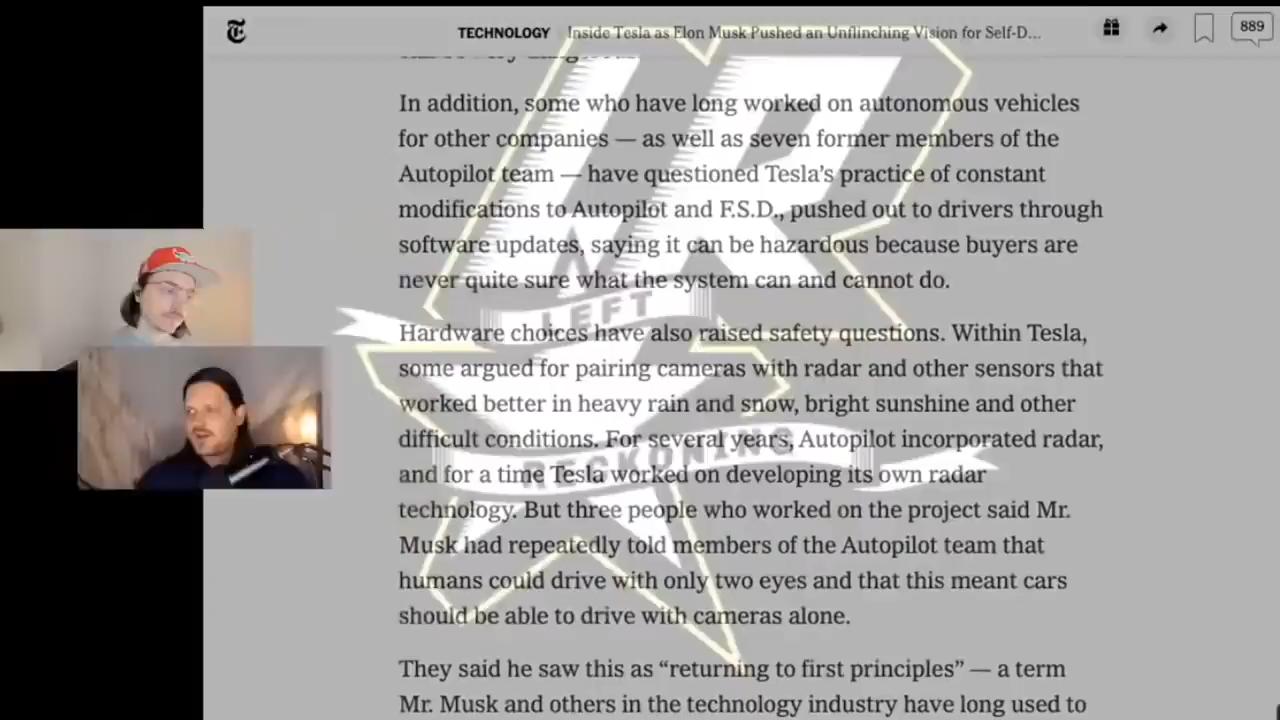 TECHNOLOGY Inside Tesla as Elon Musk Pushed an Unflinching Vision for Self-D...
889
In addition, some who have long worked on autonomous vehicles
for other companies — as well as seven former members of the
Autopilot team — have questioned Tesla’s practice of constant
modifications to Autopilot and F.S.D., pushed out to drivers through
software updates, saying it can be hazardous because buyers are
never quite sure what the system can and cannot do.
Hardware choices have also raised safety questions. Within Tesla,
some argued for pairing cameras with radar and other sensors that
worked better in heavy rain and snow, bright sunshine and other
difficult conditions. For several years, Autopilot incorporated radar,
and for a time Tesla worked on developing its own radar
technology. But three people who worked on the project said Mr.
Musk had repeatedly told members of the Autopilot team that
humans could drive with only two eyes and that this meant cars
should be able to drive with cameras alone.
They said he saw this as “returning to first principles” — a term
Mr. Musk and others in the technology industry have long used to
LR
LEFT
RECKONING